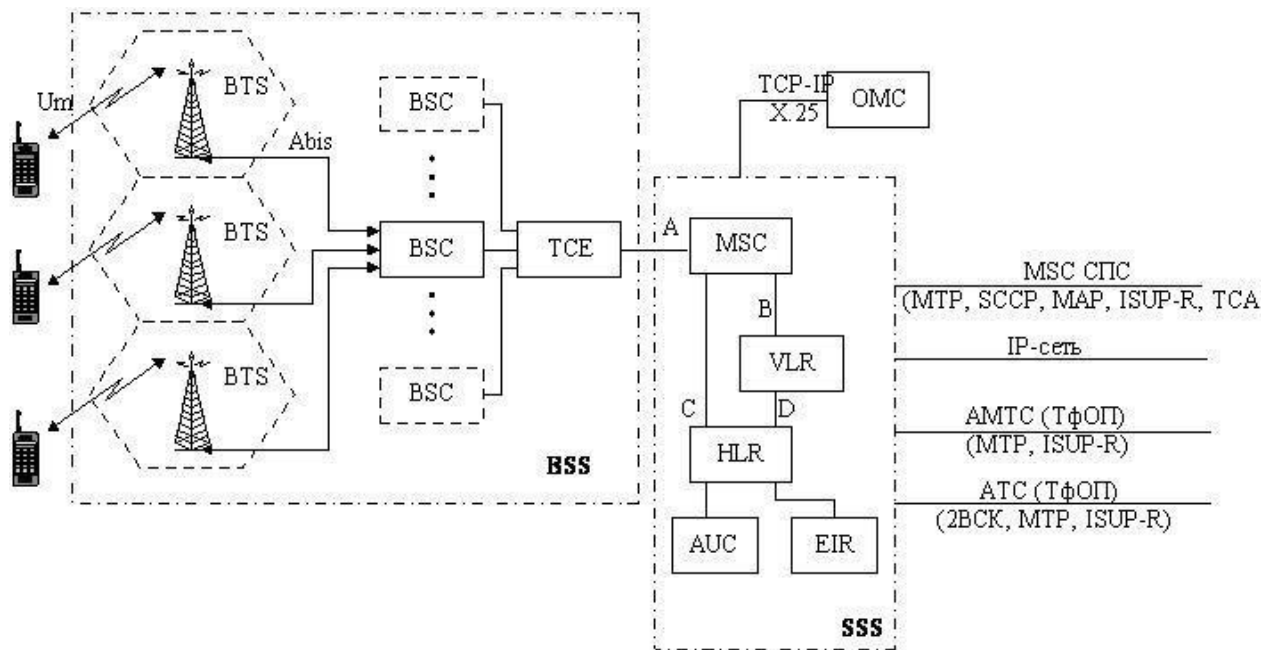 BTS
Um
Abis
BTS
BTS
BSC
BSC
BSC
TCE
BSS
TCP-IP
X.25
OMC
A
MSC
B
VLR
C
D
HLR
AUC
EIR
SSS
MSC СПС
(MTP, SCCP, MAP, ISUP-R, TCA
IP-сеть
АМТС (ТфОП)
(MTP, ISUP-R)
АТС (ТфОП)
(2ВСК, MTP, ISUP-R)